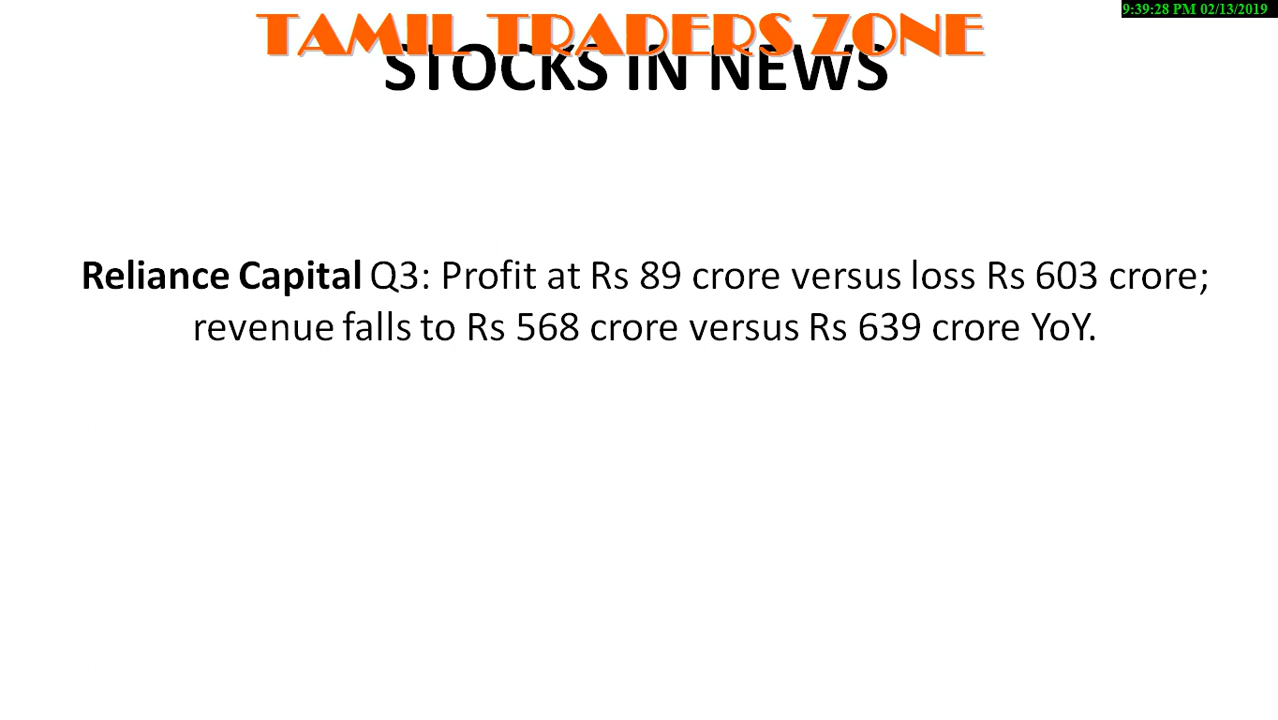 9:39:28 PM 02/13/2019
TAMIL TRADERS ZONE
STOCKS IN NEWS
Reliance Capital Q3: Profit at Rs 89 crore versus loss Rs 603 crore;
revenue falls to Rs 568 crore versus Rs 639 crore YoY.